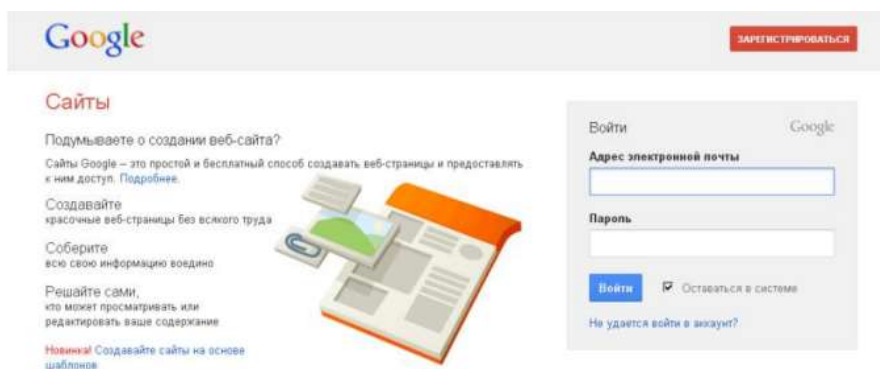 Google
ЗАРЕГИСТРИРОВАТЬСЯ
Сайты
Подумываете о создании веб-сайта?
Сайты Google – это простой и бесплатный способ создавать веб-страницы и предоставлять
к ним доступ. Подробнее.
Создавайте
красочные веб-страницы без всякого труда
Соберите
всю свою информацию воедино
Решайте сами,
кто может просматривать или
редактировать ваше содержание
Новинка! Создавайте сайты на основе
шаблонов
Войти Google
Адрес электронной почты
Пароль
Войти Оставаться в системе
Не удается войти в аккаунт?